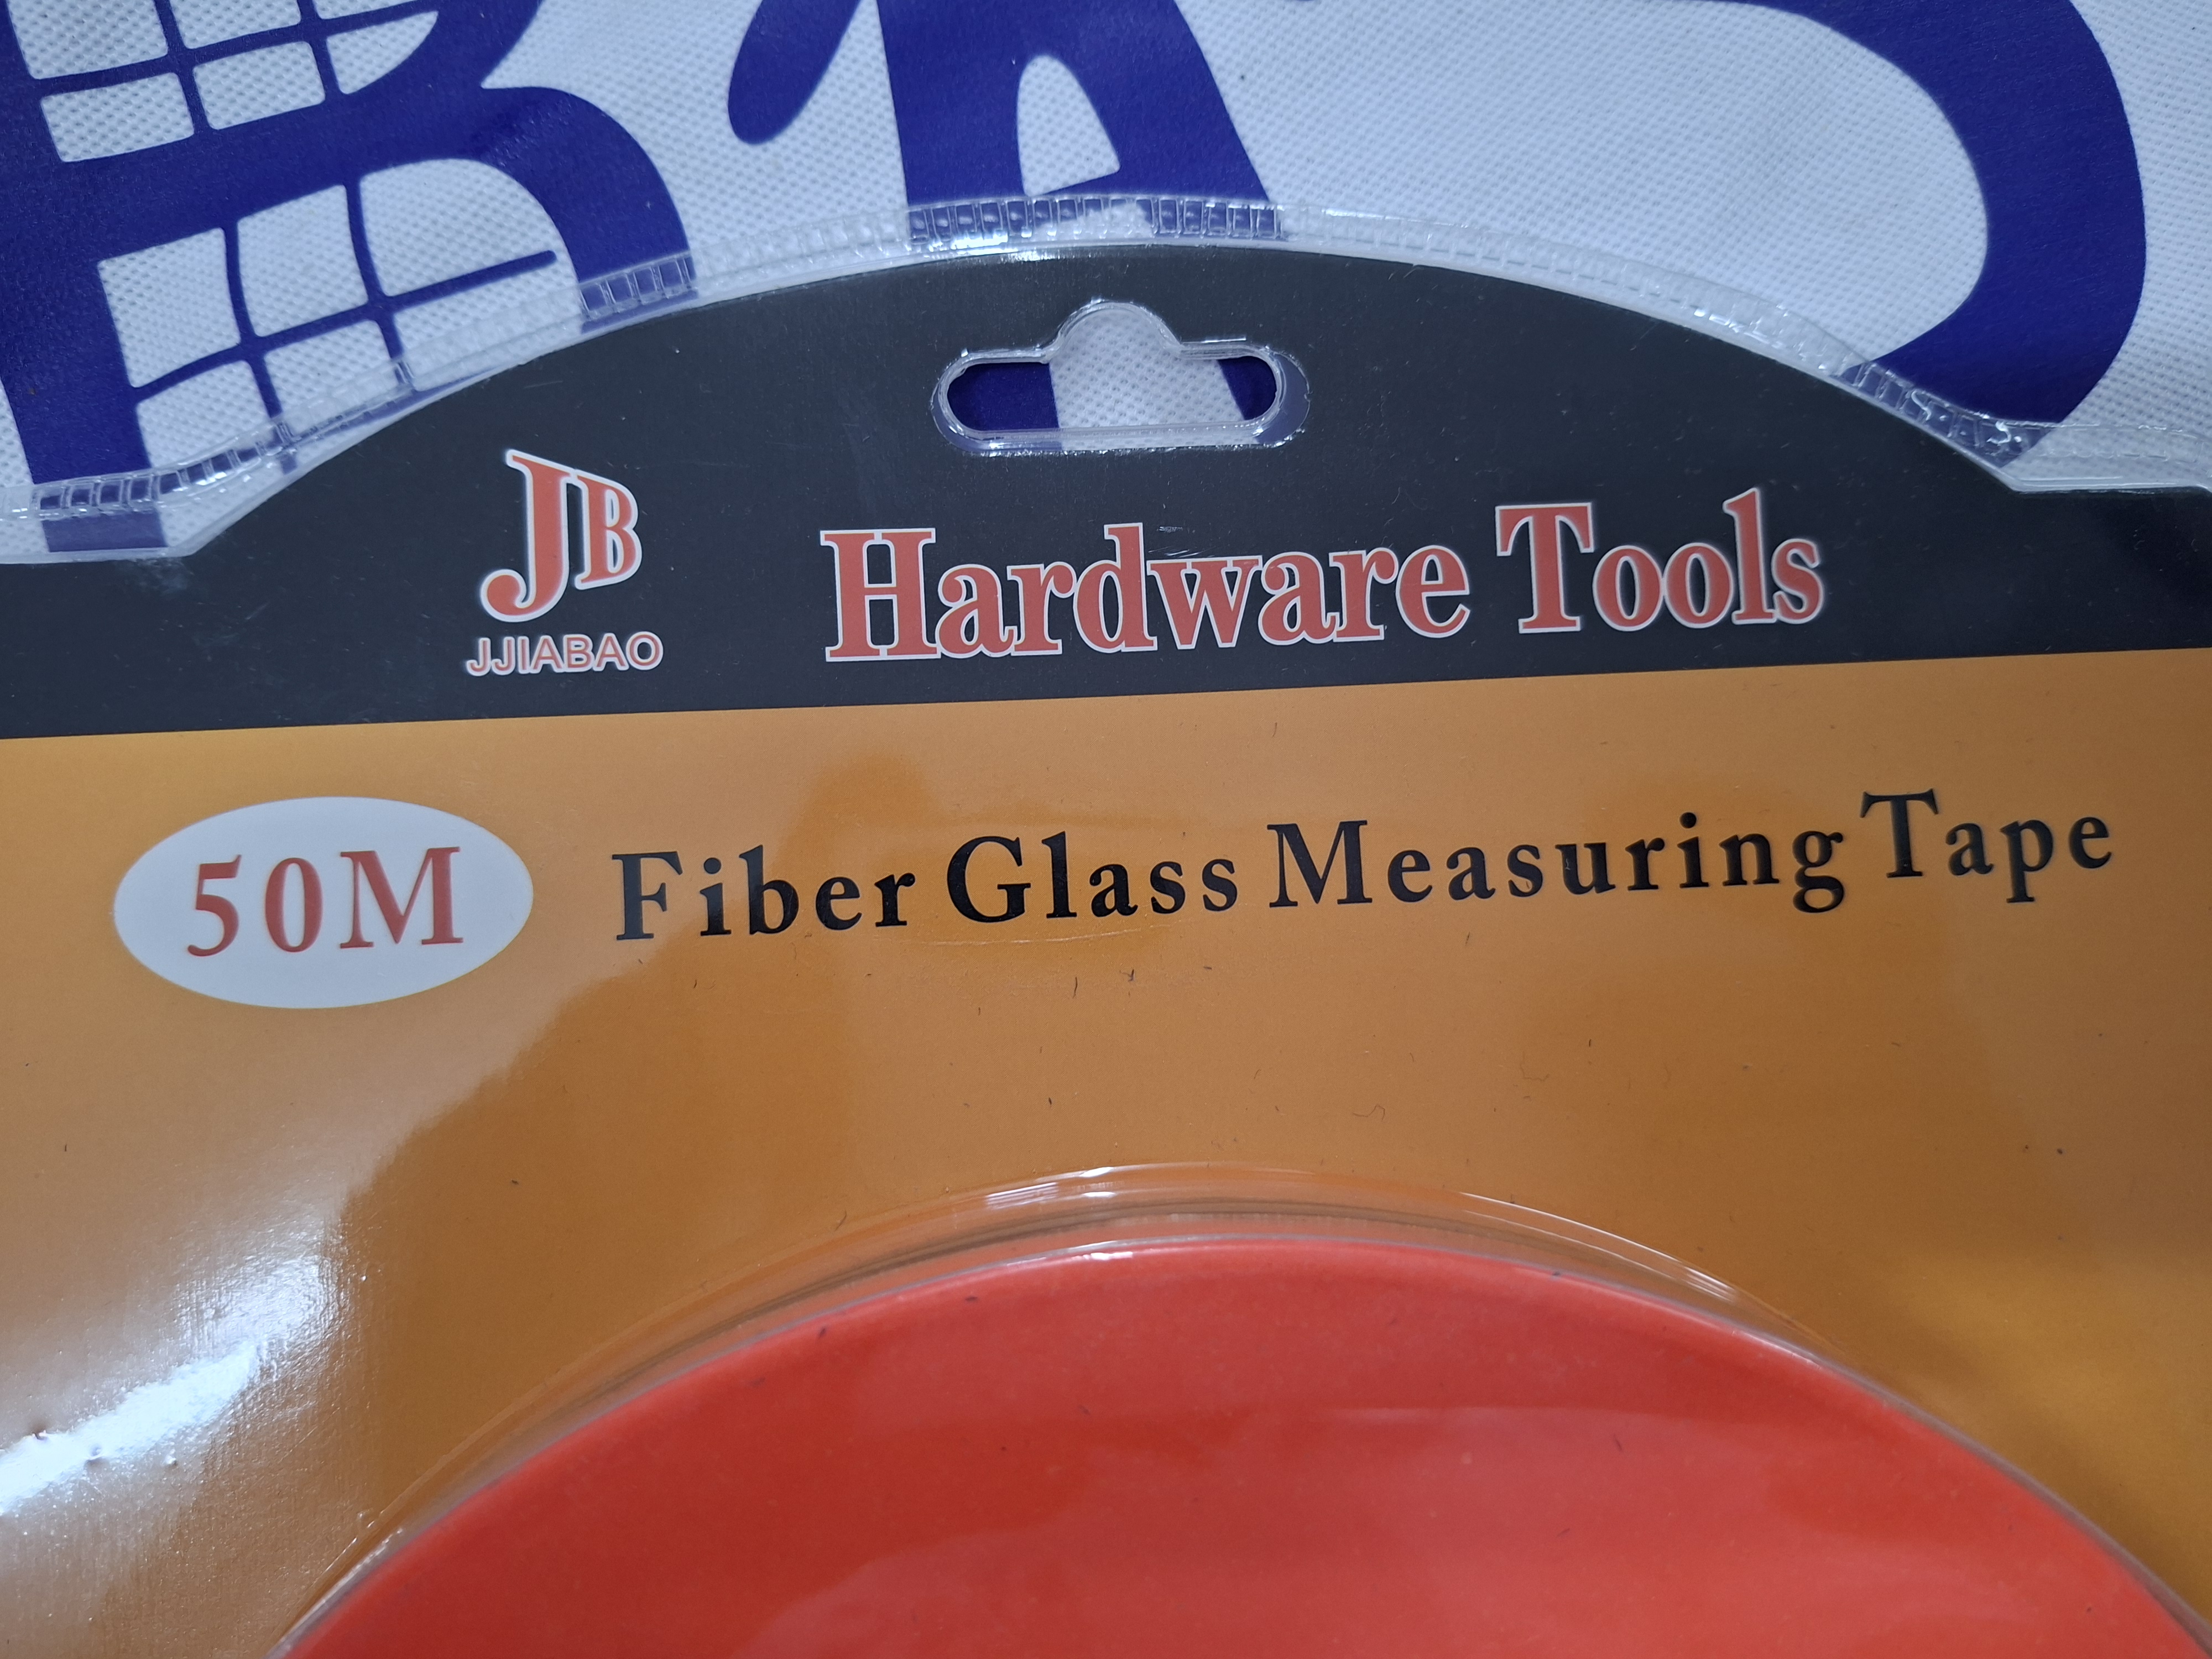 JB
JJIABAO
Hardware Tools
50M
Fiber Glass Measuring Tape